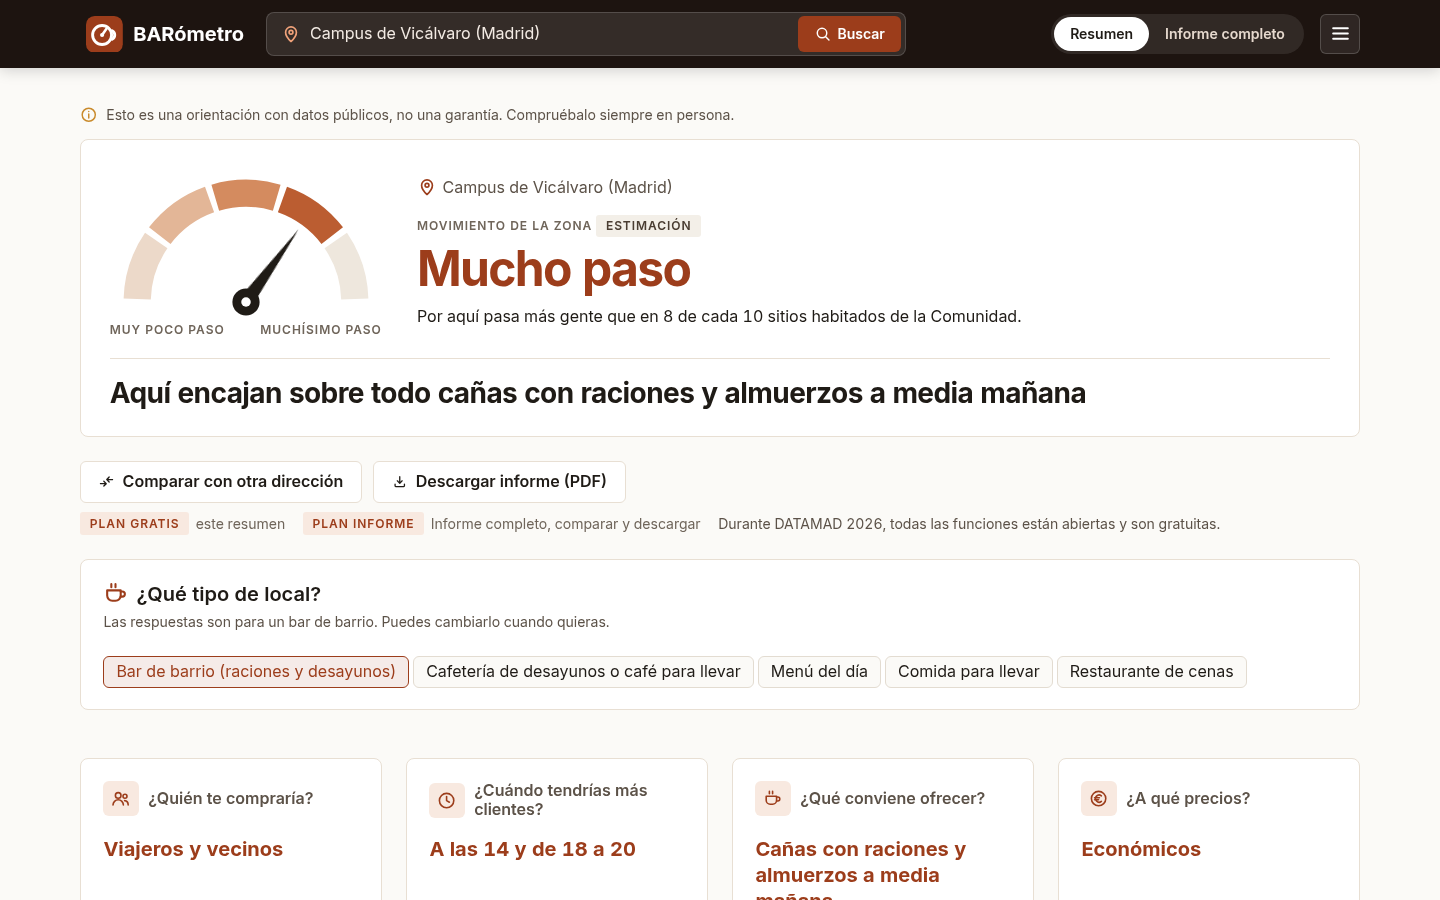 BARómetro
Campus de Vicálvaro (Madrid)
Buscar
Resumen
Informe completo
Esto es una orientación con datos públicos, no una garantía. Compruébalo siempre en persona.
MUY POCO PASO
MUCHÍSIMO PASO
Campus de Vicálvaro (Madrid)
MOVIMIENTO DE LA ZONA ESTIMACIÓN
Mucho paso
Por aquí pasa más gente que en 8 de cada 10 sitios habitados de la Comunidad.
Aquí encajan sobre todo cañas con raciones y almuerzos a media mañana
Comparar con otra dirección
Descargar informe (PDF)
PLAN GRATIS este resumen PLAN INFORME Informe completo, comparar y descargar Durante DATAMAD 2026, todas las funciones están abiertas y son gratuitas.
¿Qué tipo de local?
Las respuestas son para un bar de barrio. Puedes cambiarlo cuando quieras.
Bar de barrio (raciones y desayunos)
Cafetería de desayunos o café para llevar
Menú del día
Comida para llevar
Restaurante de cenas
¿Quién te compraría?
Viajeros y vecinos
¿Cuándo tendrías más
clientes?
A las 14 y de 18 a 20
¿Qué conviene ofrecer?
Cañas con raciones y
almuerzos a media
mañana
¿A qué precios?
Económicos